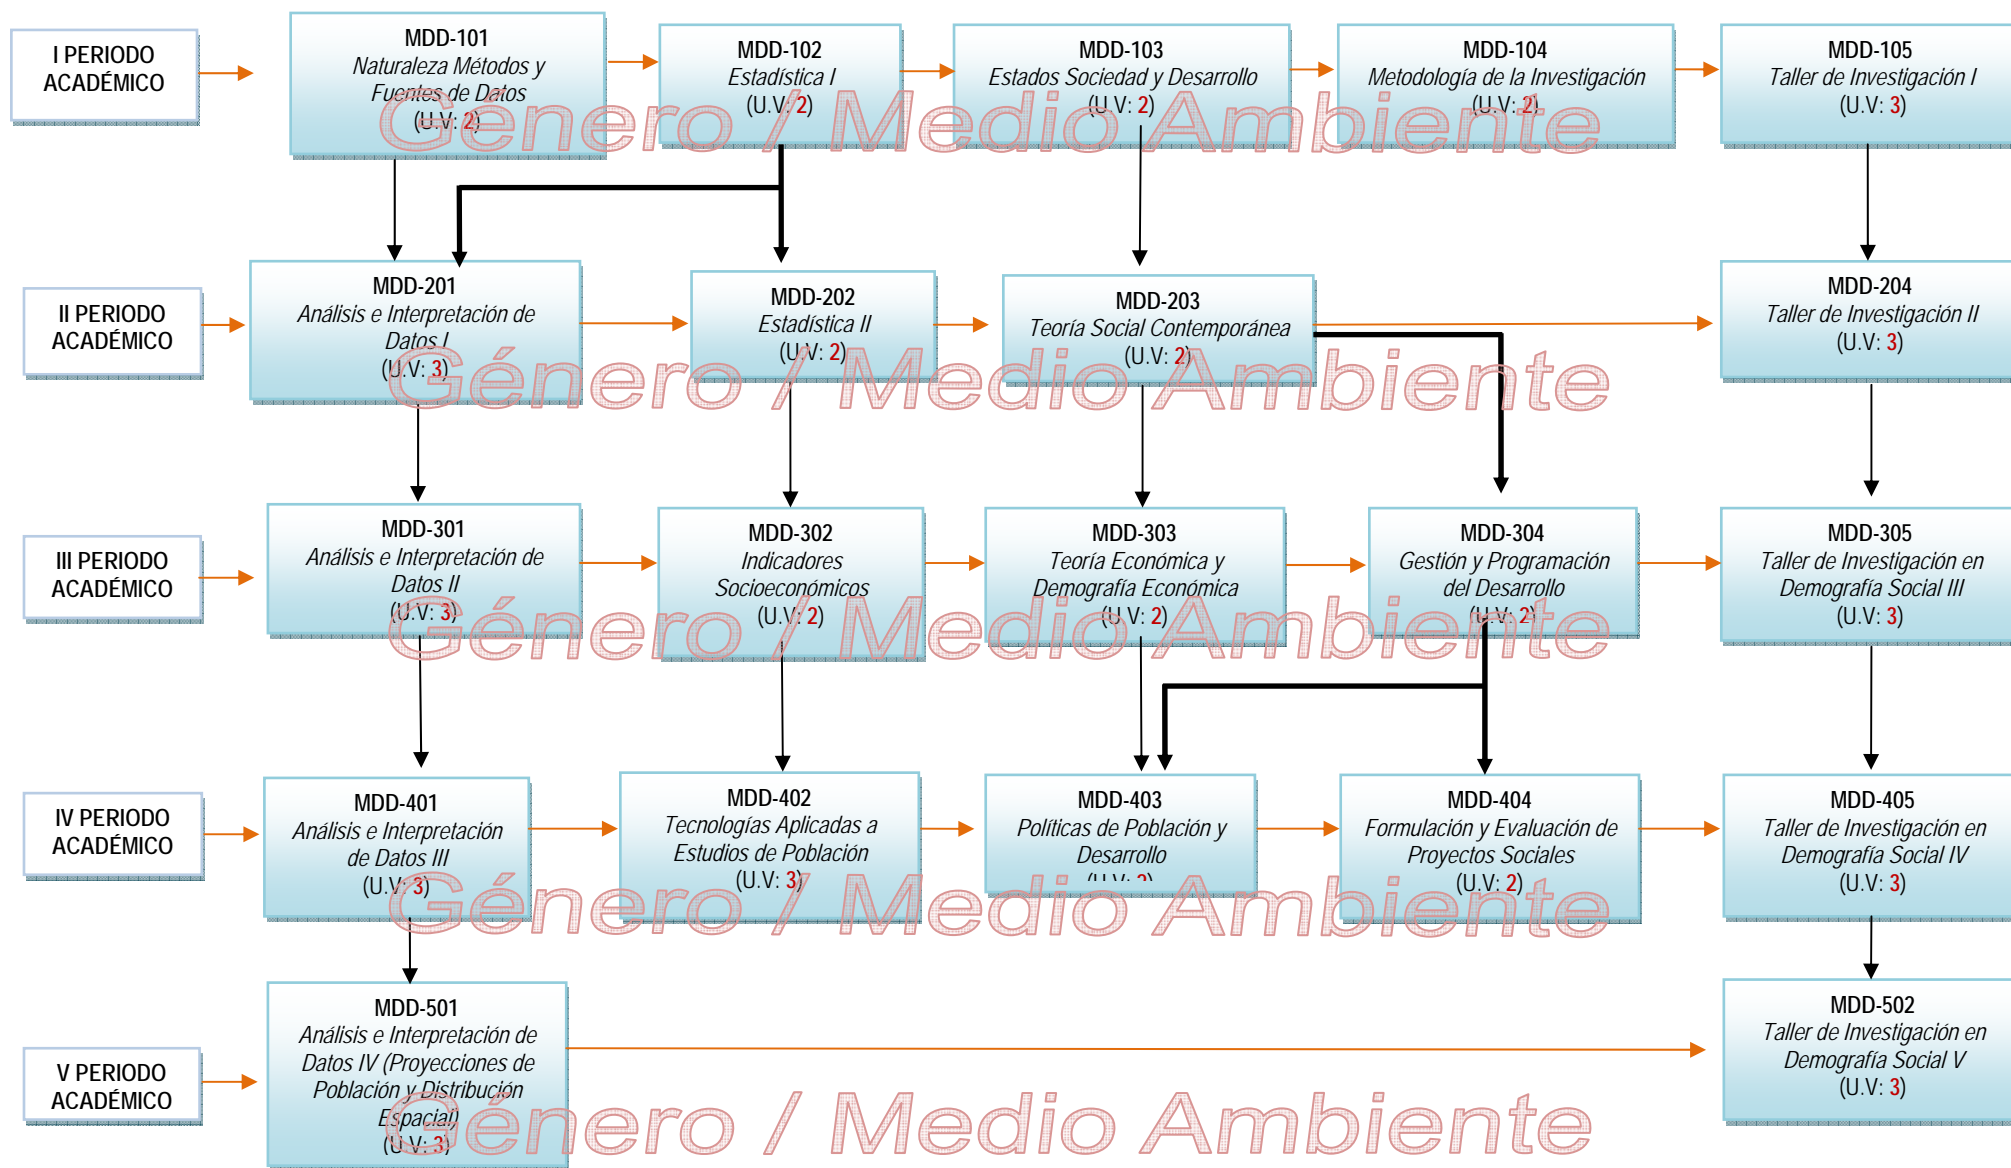 I PERIODO
ACADÉMICO
MDD-101
Naturaleza Métodos y
Fuentes de Datos
(U.V: 2)
MDD-102
Estadística I
(U.V: 2)
MDD-103
Estados Sociedad y Desarrollo
(U.V: 2)
MDD-104
Metodología de la Investigación
(U.V: 2)
MDD-105
Taller de Investigación I
(U.V: 3)
Género / Medio Ambiente
II PERIODO
ACADÉMICO
MDD-201
Análisis e Interpretación de
Datos I
(U.V: 3)
MDD-202
Estadística II
(U.V: 2)
MDD-203
Teoría Social Contemporánea
(U.V: 2)
MDD-204
Taller de Investigación II
(U.V: 3)
Género / Medio Ambiente
III PERIODO
ACADÉMICO
MDD-301
Análisis e Interpretación de
Datos II
(U.V: 3)
MDD-302
Indicadores
Socioeconómicos
(U.V: 2)
MDD-303
Teoría Económica y
Demografía Económica
(U.V: 2)
MDD-304
Gestión y Programación
del Desarrollo
(U.V: 2)
MDD-305
Taller de Investigación en
Demografía Social III
(U.V: 3)
Género / Medio Ambiente
IV PERIODO
ACADÉMICO
MDD-401
Análisis e Interpretación
de Datos III
(U.V: 3)
MDD-402
Tecnologías Aplicadas a
Estudios de Población
(U.V: 3)
MDD-403
Políticas de Población y
Desarrollo
MDD-404
Formulación y Evaluación de
Proyectos Sociales
(U.V: 2)
MDD-405
Taller de Investigación en
Demografía Social IV
(U.V: 3)
Género / Medio Ambiente
V PERIODO
ACADÉMICO
MDD-501
Análisis e Interpretación de
Datos IV (Proyecciones de
Población y Distribución
Espacial)
(U.V: 3)
MDD-502
Taller de Investigación en
Demografía Social V
(U.V: 3)
Género / Medio Ambiente